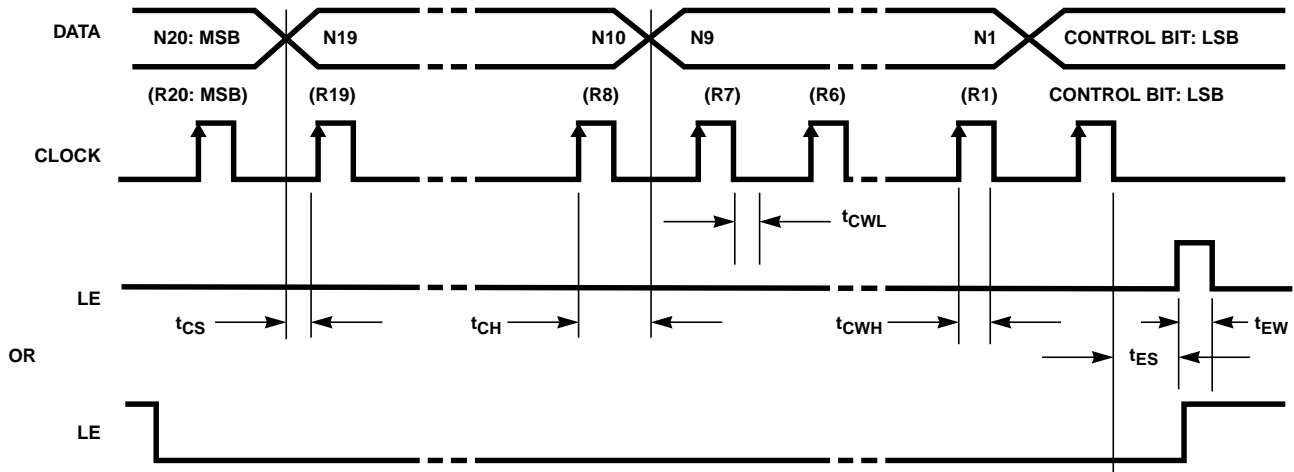 DATA
N20: MSB N19 N10 N9 N1 CONTROL BIT: LSB
(R20: MSB) (R19) (R8) (R7) (R6) (R1) CONTROL BIT: LSB
CLOCK
tCWL
LE
tCS tCH tCWH tEW
OR
tES
LE